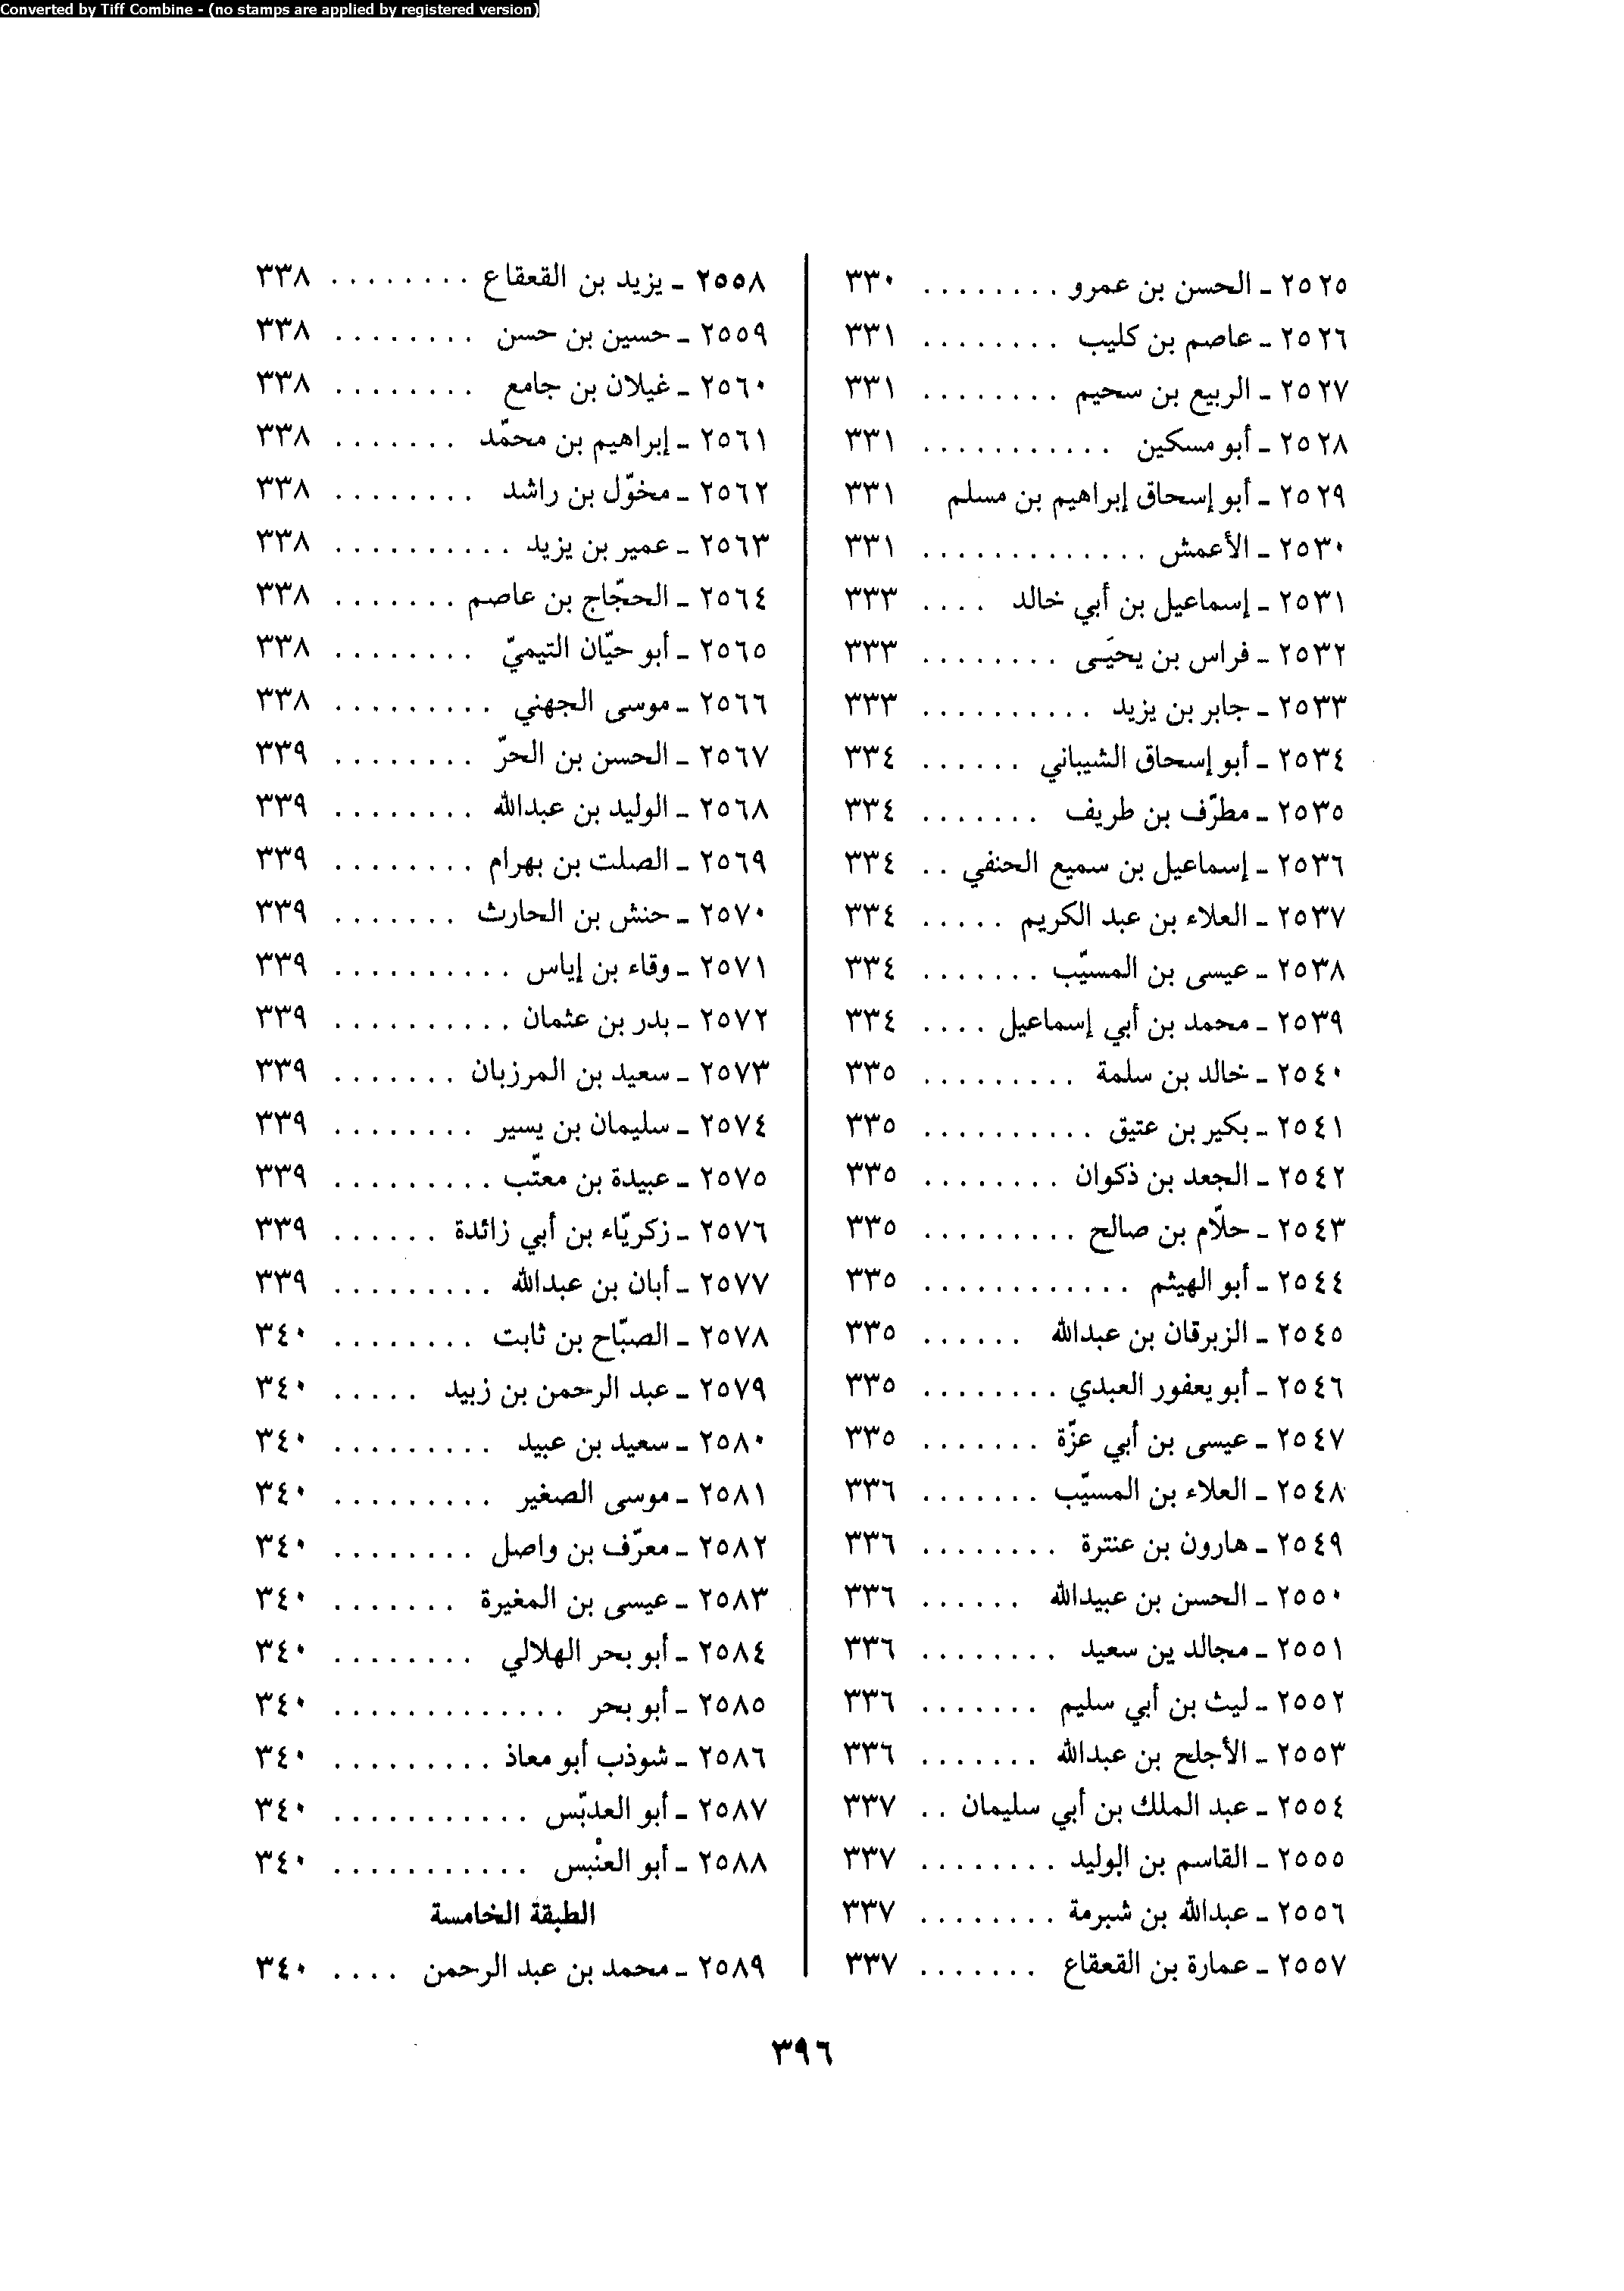 Converted by Tiff Combine - (no stamps are applied by registered version)
٢٥٢٥ ـ الحسن بن عمرو . . . . . . . . ٣٣٠
٢٥٢٦ ـ عاصم بن كليب . . . . . . . . ٣٣١
٢٥٢٧ ـ الربيع بن سحيم . . . . . . . . ٣٣١
٢٥٢٨ ـ أبو مسكين . . . . . . . . . . . ٣٣١
٢٥٢٩ ـ أبو إسحاق إبراهيم بن مسلم ٣٣١
٢٥٣٠ ـ الأعمش . . . . . . . . . . . . . ٣٣١
٢٥٣١ ـ إسماعيل بن أبي خالد . . . . ٣٣٣
٢٥٣٢ ـ فراس بن يحيَى . . . . . . . . ٣٣٣
٢٥٣٣ ـ جابر بن يزيد . . . . . . . . . . ٣٣٣
٢٥٣٤ ـ أبو إسحاق الشيباني . . . . . . ٣٣٤
٢٥٣٥ ـ مطرّف بن طريف . . . . . . . ٣٣٤
٢٥٣٦ ـ إسماعيل بن سميع الحنفي . . ٣٣٤
٢٥٣٧ ـ العلاء بن عبد الكريم . . . . . ٣٣٤
٢٥٣٨ ـ عيسى بن المسيّب . . . . . . . ٣٣٤
٢٥٣٩ ـ محمد بن أبي إسماعيل . . . . ٣٣٤
٢٥٤٠ ـ خالد بن سلمة . . . . . . . . . ٣٣٥
٢٥٤١ ـ بكير بن عتيق . . . . . . . . . . ٣٣٥
٢٥٤٢ ـ الجعد بن ذكوان . . . . . . . . ٣٣٥
٢٥٤٣ ـ حلّام بن صالح . . . . . . . . . ٣٣٥
٢٥٤٤ ـ أبو الهيثم . . . . . . . . . . . . ٣٣٥
٢٥٤٥ ـ الزبرقان بن عبدالله . . . . . . ٣٣٥
٢٥٤٦ ـ أبو يعفور العبدي . . . . . . . . ٣٣٥
٢٥٤٧ ـ عيسى بن أبي عزّة . . . . . . . ٣٣٥
٢٥٤٨ ـ العلاء بن المسيّب . . . . . . . ٣٣٦
٢٥٤٩ ـ هارون بن عنترة . . . . . . . . ٣٣٦
٢٥٥٠ ـ الحسن بن عبيدالله . . . . . . ٣٣٦
٢٥٥١ ـ مجالد بن سعيد . . . . . . . . ٣٣٦
٢٥٥٢ ـ ليث بن أبي سليم . . . . . . . ٣٣٦
٢٥٥٣ ـ الأجلح بن عبدالله . . . . . . . ٣٣٦
٢٥٥٤ ـ عبد الملك بن أبي سليمان . . ٣٣٧
٢٥٥٥ ـ القاسم بن الوليد . . . . . . . . ٣٣٧
٢٥٥٦ ـ عبدالله بن شبرمة . . . . . . . . ٣٣٧
٢٥٥٧ ـ عمارة بن القعقاع . . . . . . . ٣٣٧
٢٥٥٨ ـ يزيد بن القعقاع . . . . . . . . ٣٣٨
٢٥٥٩ ـ حسين بن حسن . . . . . . . . ٣٣٨
٢٥٦٠ ـ غيلان بن جامع . . . . . . . . ٣٣٨
٢٥٦١ ـ إبراهيم بن محمّد . . . . . . . ٣٣٨
٢٥٦٢ ـ مخوّل بن راشد . . . . . . . . ٣٣٨
٢٥٦٣ ـ عمير بن يزيد . . . . . . . . . . ٣٣٨
٢٥٦٤ ـ الحجّاج بن عاصم . . . . . . . ٣٣٨
٢٥٦٥ ـ أبو حيّان التيميّ . . . . . . . . ٣٣٨
٢٥٦٦ ـ موسى الجهني . . . . . . . . . ٣٣٨
٢٥٦٧ ـ الحسن بن الحرّ . . . . . . . . ٣٣٩
٢٥٦٨ ـ الوليد بن عبدالله . . . . . . . . ٣٣٩
٢٥٦٩ ـ الصلت بن بهرام . . . . . . . . ٣٣٩
٢٥٧٠ ـ حنش بن الحارث . . . . . . . ٣٣٩
٢٥٧١ ـ وقاء بن إياس . . . . . . . . . . ٣٣٩
٢٥٧٢ ـ بدر بن عثمان . . . . . . . . . . ٣٣٩
٢٥٧٣ ـ سعيد بن المرزبان . . . . . . . ٣٣٩
٢٥٧٤ ـ سليمان بن يسير . . . . . . . . ٣٣٩
٢٥٧٥ ـ عبيدة بن معتّب . . . . . . . . . ٣٣٩
٢٥٧٦ ـ زكريّاء بن أبي زائدة . . . . . . ٣٣٩
٢٥٧٧ ـ أبان بن عبدالله . . . . . . . . . ٣٣٩
٢٥٧٨ ـ الصبّاح بن ثابت . . . . . . . . ٣٤٠
٢٥٧٩ ـ عبد الرحمن بن زبيد . . . . . ٣٤٠
٢٥٨٠ ـ سعيد بن عبيد . . . . . . . . . ٣٤٠
٢٥٨١ ـ موسى الصغير . . . . . . . . . ٣٤٠
٢٥٨٢ ـ معرّف بن واصل . . . . . . . . ٣٤٠
٢٥٨٣ ـ عيسى بن المغيرة . . . . . . . ٣٤٠
٢٥٨٤ ـ أبو بحر الهلالي . . . . . . . . ٣٤٠
٢٥٨٥ ـ أبو بحر . . . . . . . . . . . . . ٣٤٠
٢٥٨٦ ـ شوذب أبو معاذ . . . . . . . . . ٣٤٠
٢٥٨٧ ـ أبو العدبّس . . . . . . . . . . . ٣٤٠
٢٥٨٨ ـ أبو العنْبس . . . . . . . . . . . ٣٤٠
الطبقة الخامسة
٢٥٨٩ ـ محمد بن عبد الرحمن . . . . ٣٤٠
٣٩٦